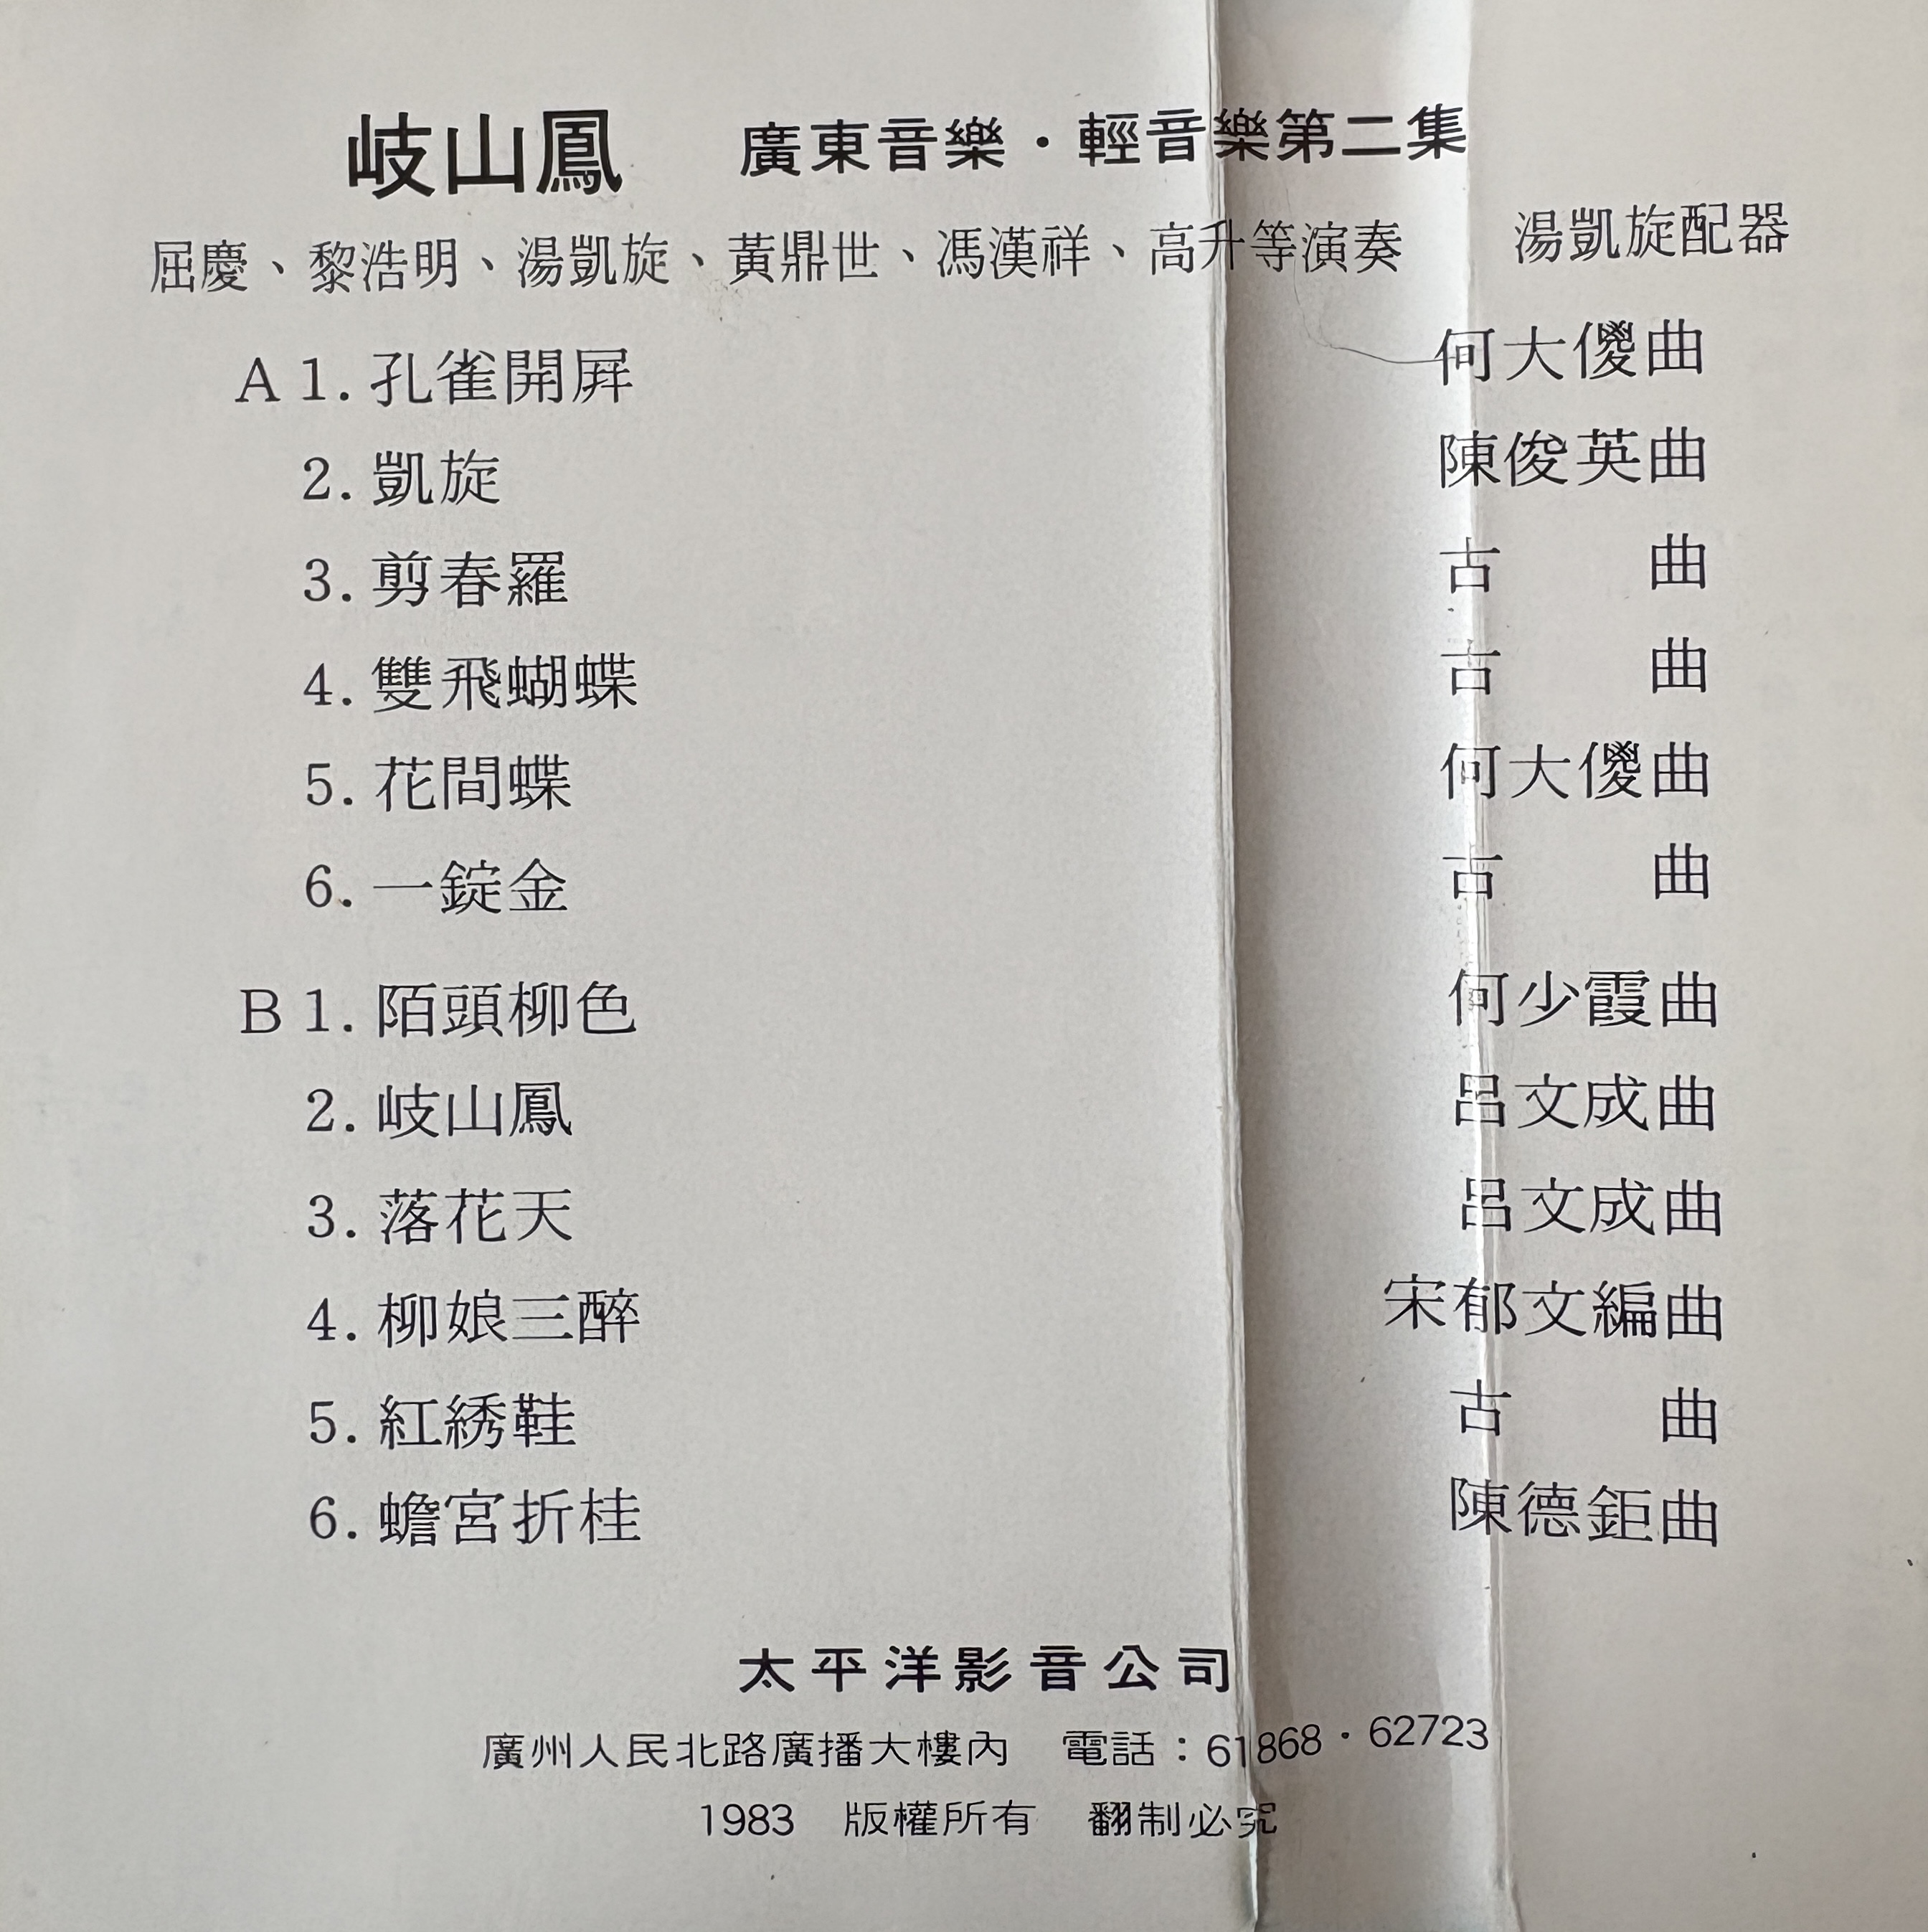 岐山鳳　廣東音樂・輕音樂第二集
屈慶、黎浩明、湯凱旋、黃鼎世、馮漢祥、高升等演奏　湯凱旋配器
A 1. 孔雀開屏　何大儍曲
2. 凱旋　陳俊英曲
3. 剪春羅　古曲
4. 雙飛蝴蝶　古曲
5. 花間蝶　何大儍曲
6. 一錠金　古曲
B 1. 陌頭柳色　何少霞曲
2. 岐山鳳　呂文成曲
3. 落花天　呂文成曲
4. 柳娘三醉　宋郁文編曲
5. 紅綉鞋　古曲
6. 蟾宮折桂　陳德鉅曲
太平洋影音公司
廣州人民北路廣播大樓內　電話：61868・62723
1983　版權所有　翻制必究